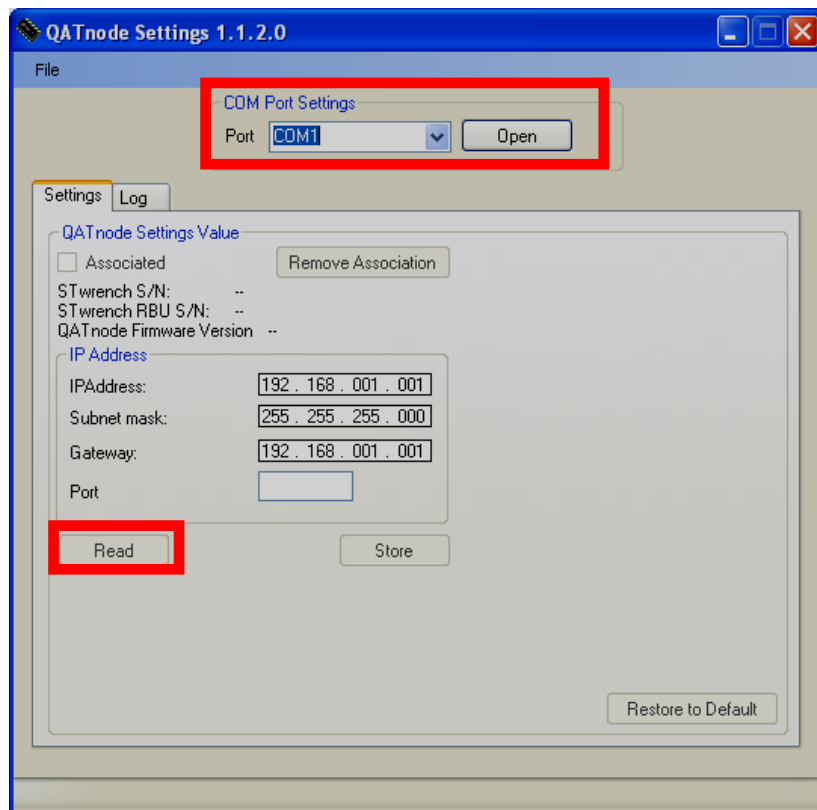 QATnode Settings 1.1.2.0
File
COM Port Settings
Port COM1 Open
Settings Log
QATnode Settings Value
Associated Remove Association
STwrench S/N: --
STwrench RBU S/N: --
QATnode Firmware Version --
IP Address
IPAddress: 192 . 168 . 001 . 001
Subnet mask: 255 . 255 . 255 . 000
Gateway: 192 . 168 . 001 . 001
Port
Read Store
Restore to Default